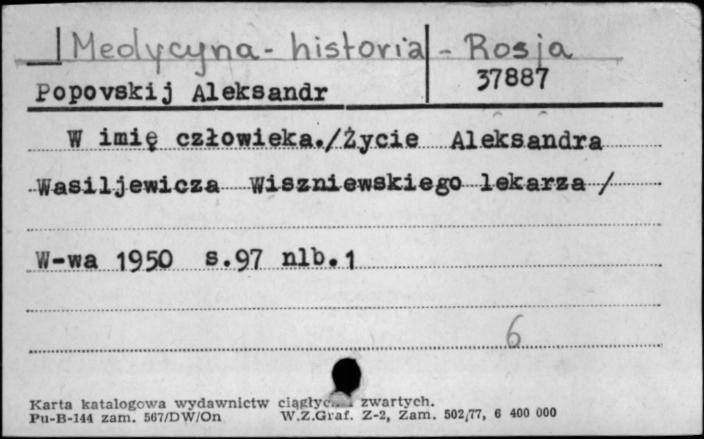 Medycyna - historia - Rosja
37887
Popovskij Aleksandr
W imię człowieka./Życie Aleksandra
Wasiljewicza Wiszniewskiego lekarza /
W-wa 1950 s.97 nlb.1
6
Karta katalogowa wydawnictw zwartych.
Pu-B-144 zam. 567/DW/On W.Z.Graf. Z-2, Zam. 502/77, 6 400 000